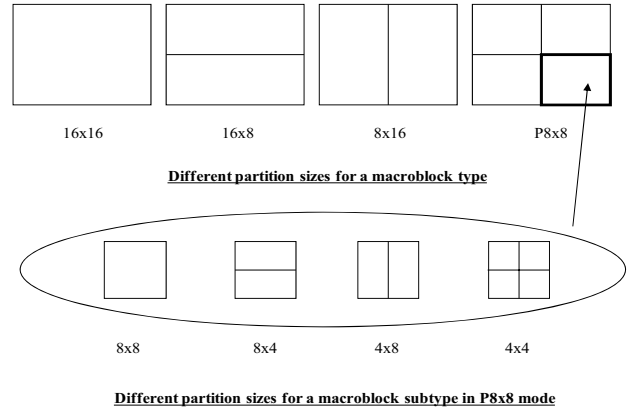 16x16 16x8 8x16 P8x8
Different partition sizes for a macroblock type
8x8 8x4 4x8 4x4
Different partition sizes for a macroblock subtype in P8x8 mode